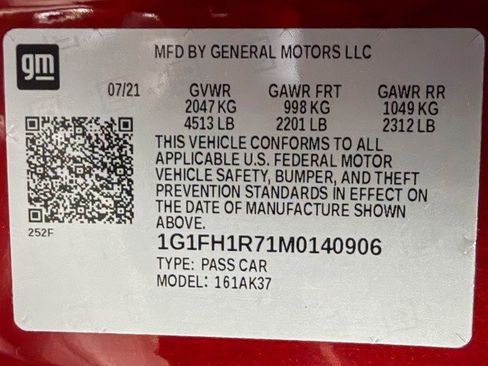 gm
MFD BY GENERAL MOTORS LLC
07/21 GVWR GAWR FRT GAWR RR
2047 KG 998 KG 1049 KG
4513 LB 2201 LB 2312 LB
THIS VEHICLE CONFORMS TO ALL
APPLICABLE U.S. FEDERAL MOTOR
VEHICLE SAFETY, BUMPER, AND THEFT
PREVENTION STANDARDS IN EFFECT ON
THE DATE OF MANUFACTURE SHOWN
ABOVE.
252F
1G1FH1R71M0140906
TYPE: PASS CAR
MODEL: 161AK37